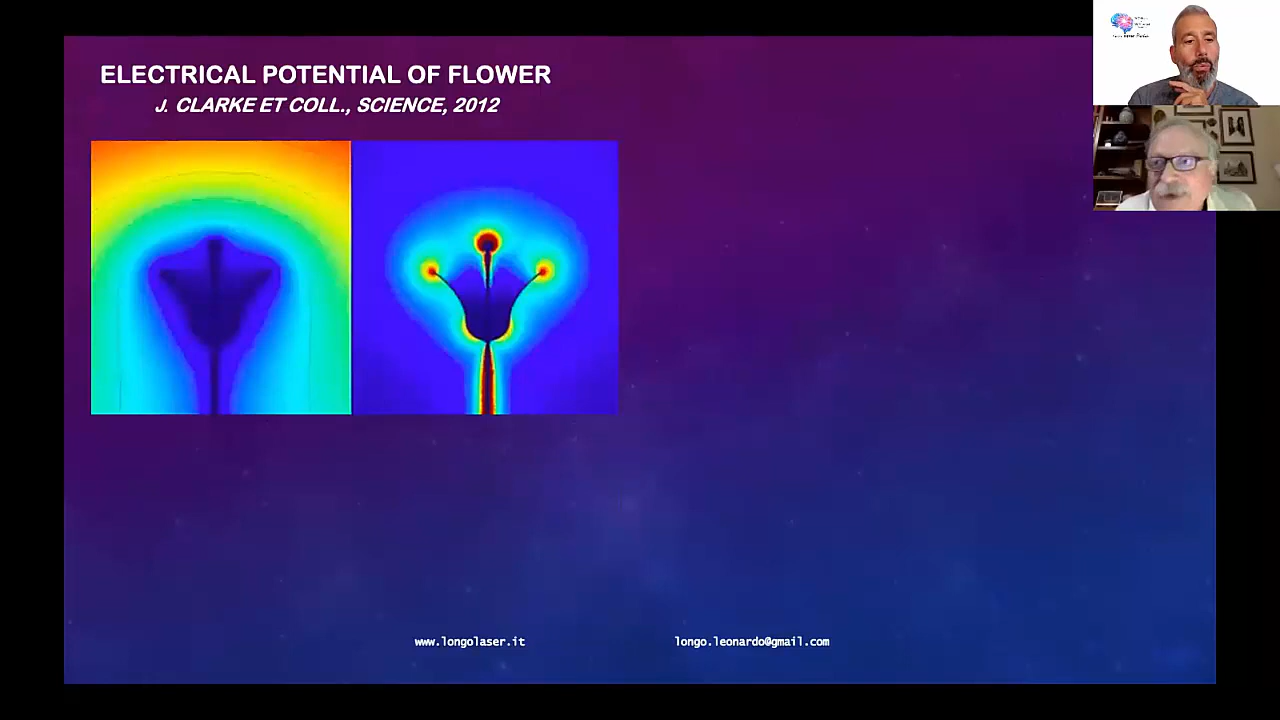 ELECTRICAL POTENTIAL OF FLOWER
J. CLARKE ET COLL., SCIENCE, 2012
www.longolaser.it
longo.leonardo@gmail.com